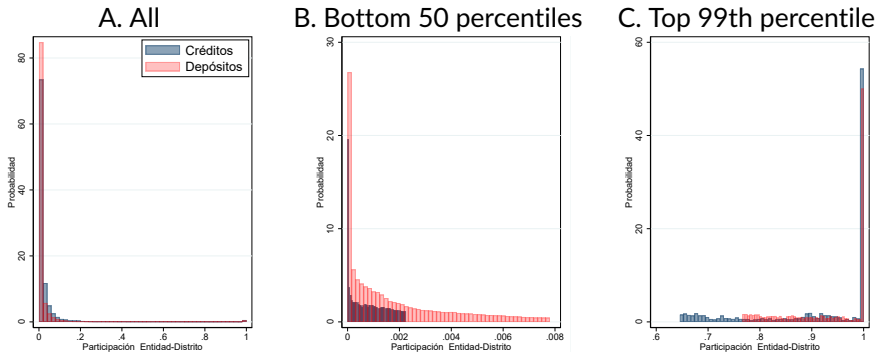 A. All
B. Bottom 50 percentiles
C. Top 99th percentile
Créditos
Depósitos
Probabilidad
80
60
40
20
0
0 .2 .4 .6 .8 1
Participación Entidad-Distrito
Probabilidad
30
20
10
0
0 .002 .004 .006 .008
Participación Entidad-Distrito
Probabilidad
60
40
20
0
.6 .7 .8 .9 1
Participación Entidad-Distrito